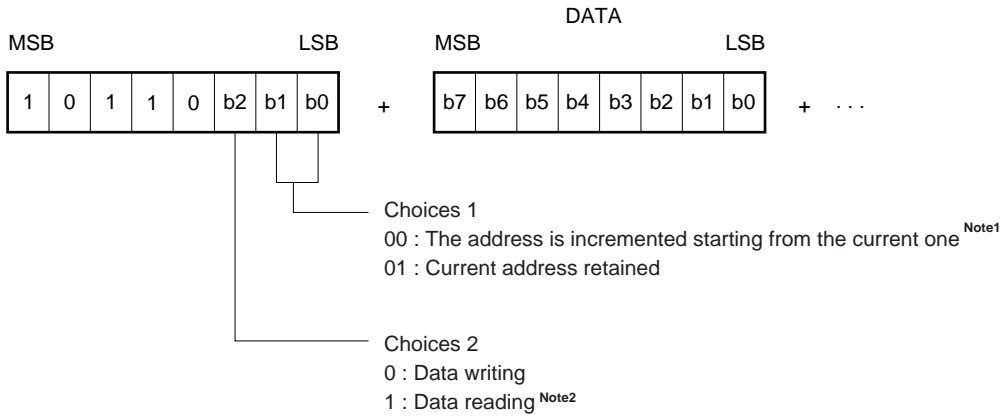 DATA
MSB LSB MSB LSB
1 0 1 1 0 b2 b1 b0 + b7 b6 b5 b4 b3 b2 b1 b0 + · · ·
Choices 1
00 : The address is incremented starting from the current one Note1
01 : Current address retained
Choices 2
0 : Data writing
1 : Data reading Note2